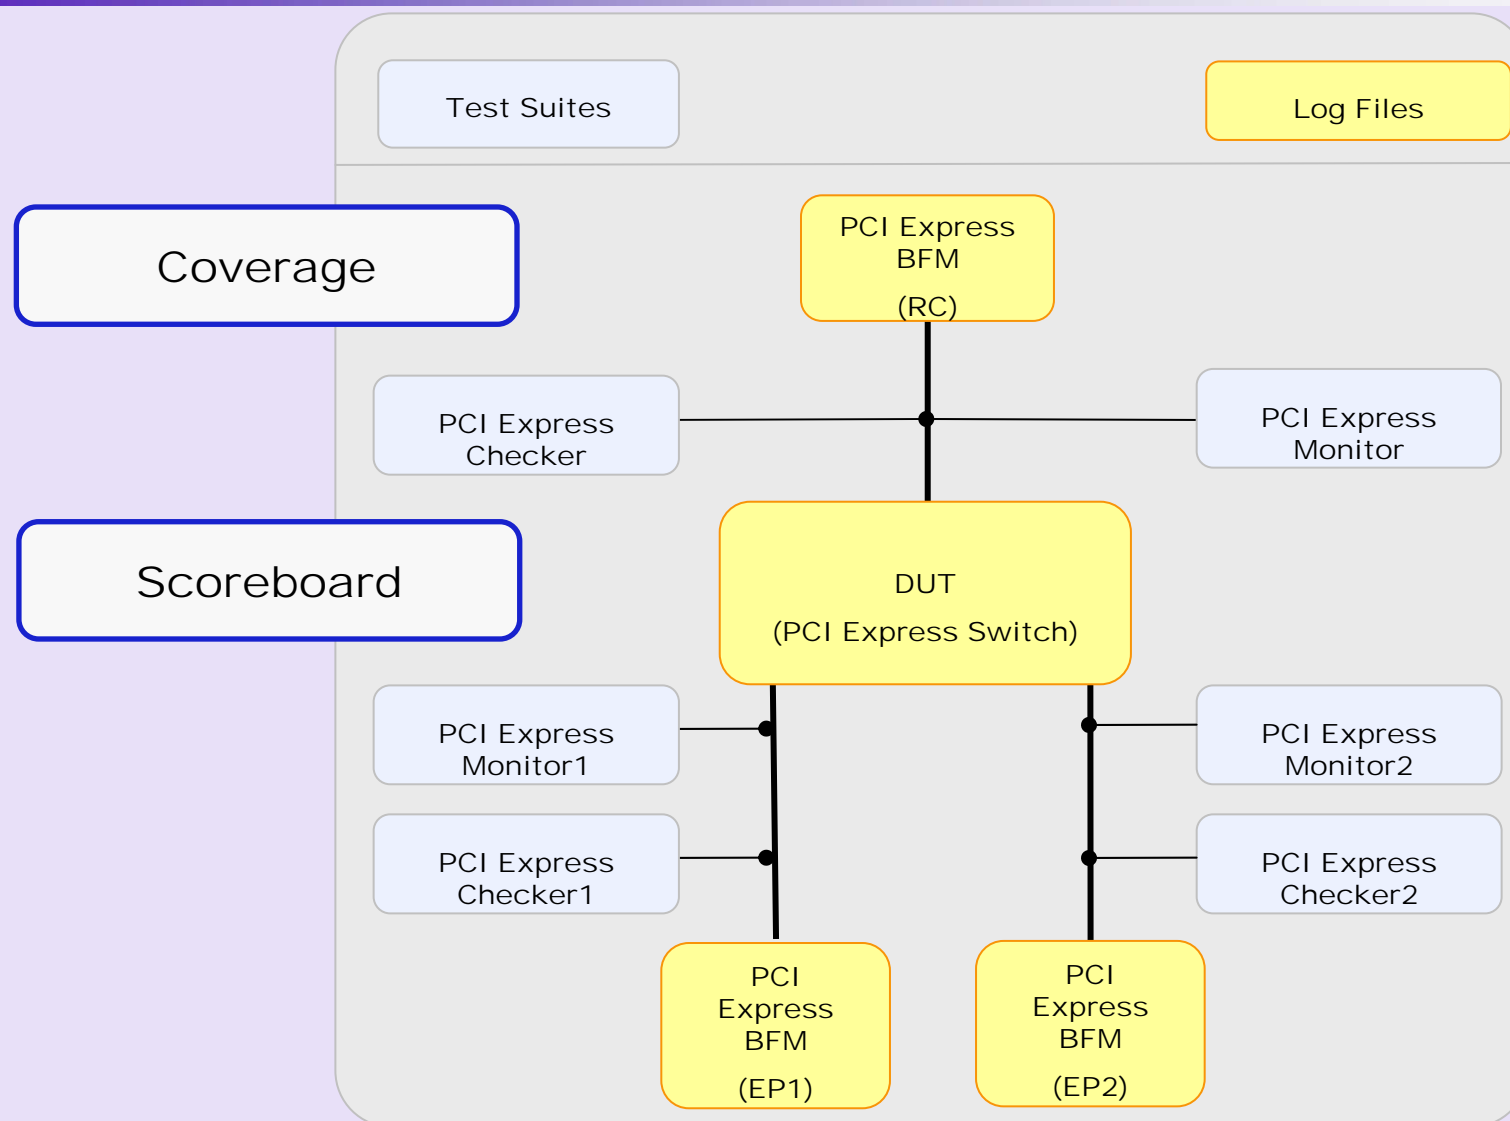 Test Suites
Log Files
Coverage
PCI Express
BFM
(RC)
PCI Express
Checker
PCI Express
Monitor
Scoreboard
DUT
(PCI Express Switch)
PCI Express
Monitor1
PCI Express
Monitor2
PCI Express
Checker1
PCI Express
Checker2
PCI
Express
BFM
(EP1)
PCI
Express
BFM
(EP2)